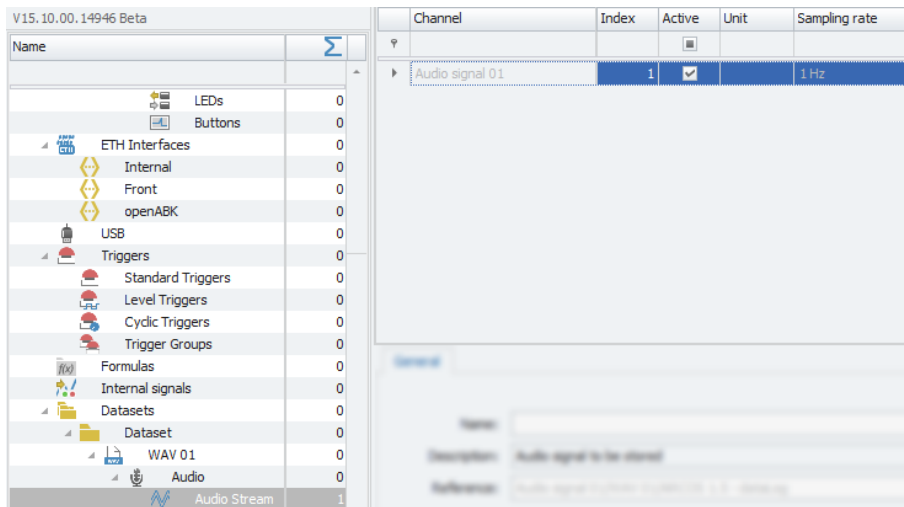 V15.10.00.14946 Beta
Name Σ
LEDs 0
Buttons 0
ETH Interfaces 0
Internal 0
Front 0
openABK 0
USB 0
Triggers 0
Standard Triggers 0
Level Triggers 0
Cyclic Triggers 0
Trigger Groups 0
f(x) Formulas 0
Internal signals 0
Datasets 0
Dataset 0
WAV 01 0
Audio 0
Audio Stream 1
Channel Index Active Unit Sampling rate
Audio signal 01 1 1 Hz
General
Name:
Description: Audio signal to be stored
Reference: